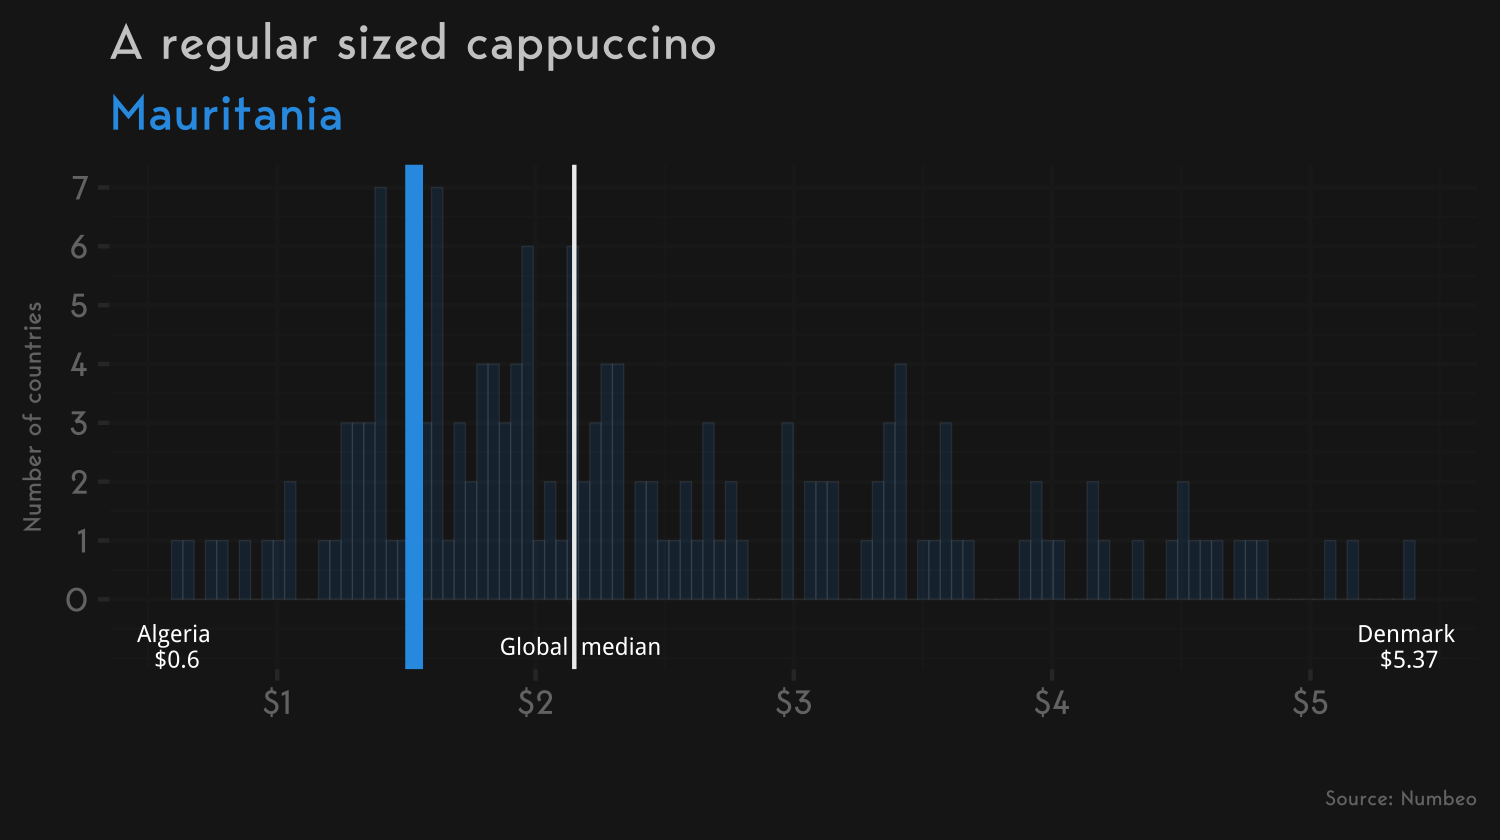 A regular sized cappuccino
Mauritania
Number of countries
7
6
5
4
3
2
1
0
Algeria
$0.6
Global median
Denmark
$5.37
$1
$2
$3
$4
$5
Source: Numbeo